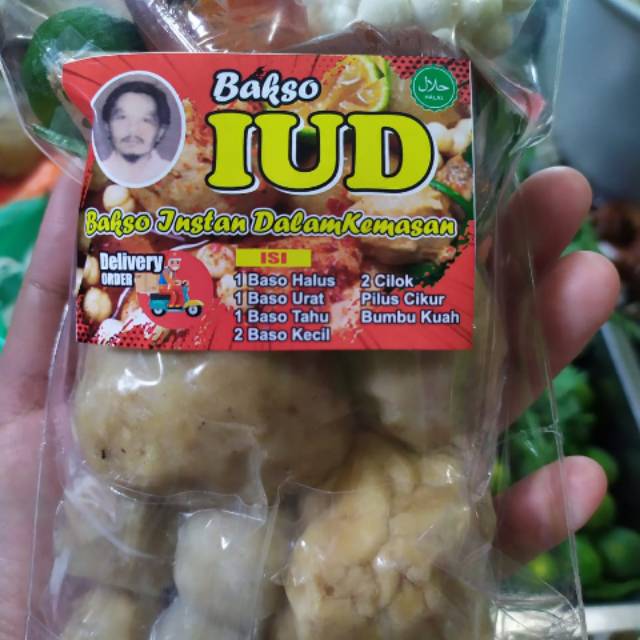 Bakso
حلال
HALAL
IUD
Bakso Instan DalamKemasan
Delivery
ORDER
ISI
1 Baso Halus
1 Baso Urat
1 Baso Tahu
2 Baso Kecil
2 Cilok
Pilus Cikur
Bumbu Kuah